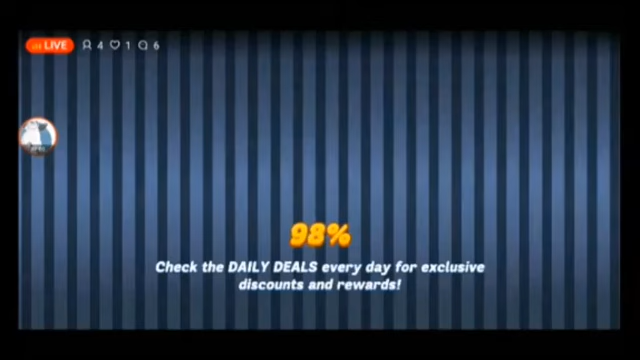 LIVE 4 1 6
98%
Check the DAILY DEALS every day for exclusive
discounts and rewards!